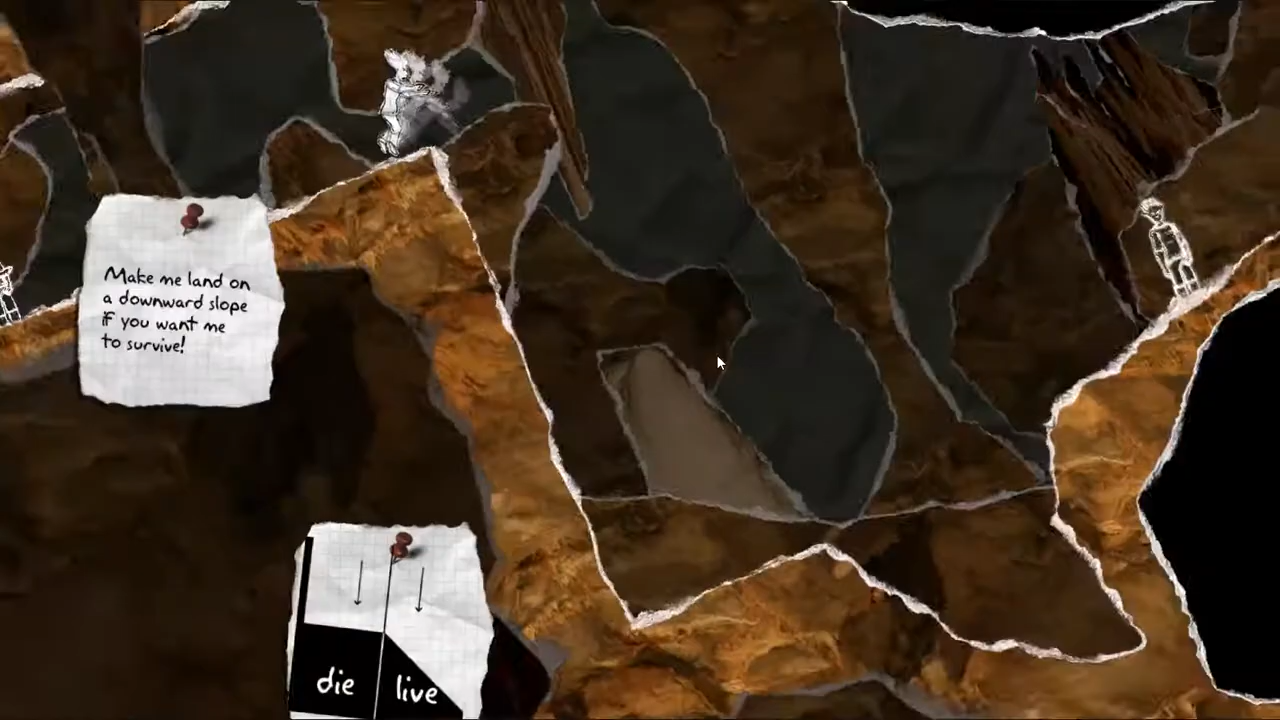 Make me land on
a downward slope
if you want me
to survive!
die live